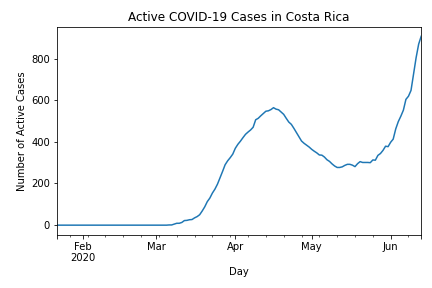 Active COVID-19 Cases in Costa Rica
Number of Active Cases
800
600
400
200
0
Feb
2020
Mar
Apr
May
Jun
Day